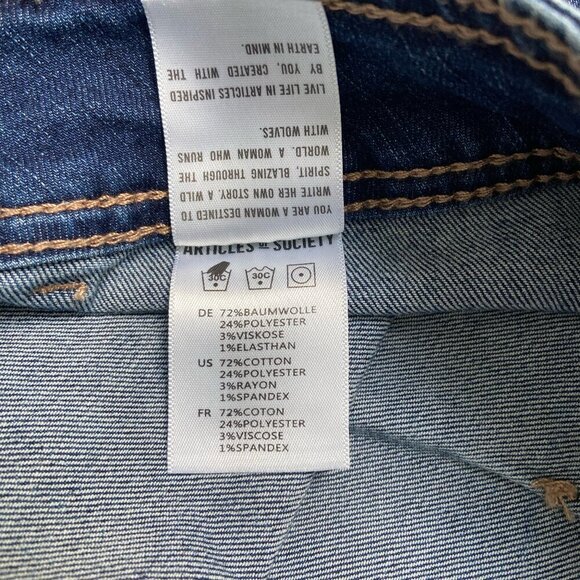 YOU ARE A WOMAN DESTINED TO
WRITE HER OWN STORY. A WILD
SPIRIT, BLAZING THROUGH THE
WORLD. A WOMAN WHO RUNS
WITH WOLVES.
LIVE LIFE IN ARTICLES INSPIRED
BY YOU, CREATED WITH THE
EARTH IN MIND.
ARTICLES OF SOCIETY
30C 30C
DE 72%BAUMWOLLE
24%POLYESTER
3%VISKOSE
1%ELASTHAN
US 72%COTTON
24%POLYESTER
3%RAYON
1%SPANDEX
FR 72%COTON
24%POLYESTER
3%VISCOSE
1%SPANDEX